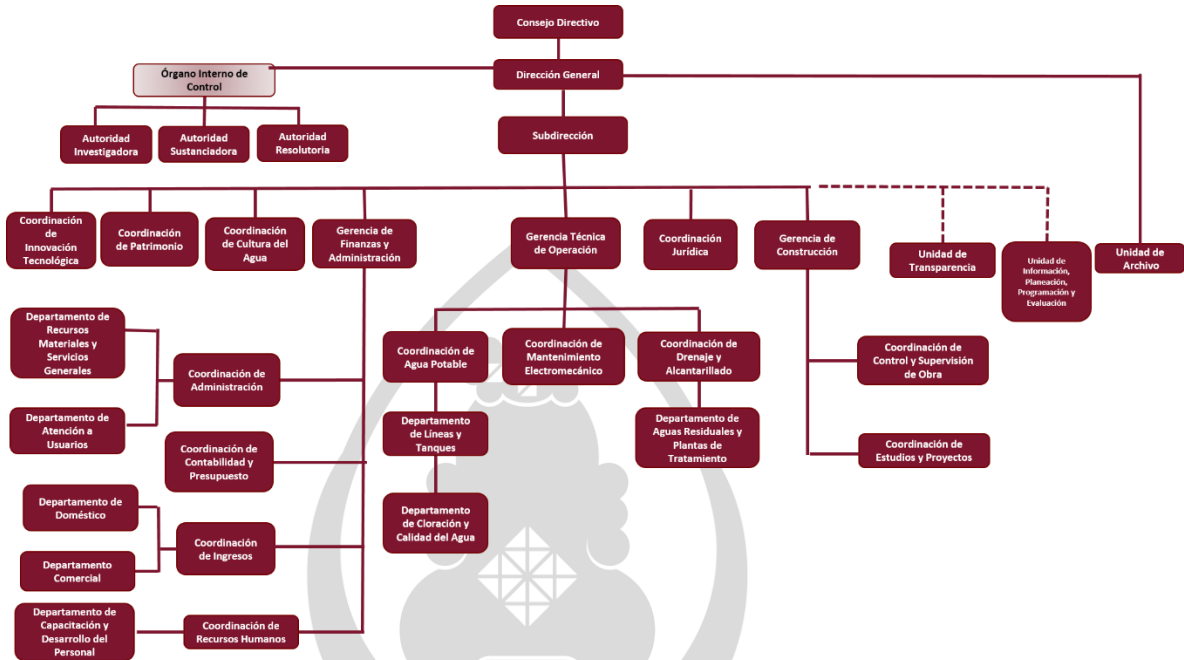 Consejo Directivo
Órgano Interno de
Control
Dirección General
Autoridad
Investigadora
Autoridad
Sustanciadora
Autoridad
Resolutoria
Subdirección
Coordinación
de
Innovación
Tecnológica
Coordinación
de Patrimonio
Coordinación
de Cultura del
Agua
Gerencia de
Finanzas y
Administración
Gerencia Técnica
de Operación
Coordinación
Jurídica
Gerencia de
Construcción
Unidad de
Transparencia
Unidad de
Información,
Planeación,
Programación y
Evaluación
Unidad de
Archivo
Departamento de
Recursos
Materiales y
Servicios
Generales
Coordinación de
Administración
Departamento de
Atención a
Usuarios
Coordinación de
Contabilidad y
Presupuesto
Departamento de
Doméstico
Coordinación
de Ingresos
Departamento
Comercial
Departamento de
Capacitación y
Desarrollo del
Personal
Coordinación de
Recursos Humanos
Coordinación de
Agua Potable
Coordinación de
Mantenimiento
Electromecánico
Coordinación de
Drenaje y
Alcantarillado
Departamento
de Líneas y
Tanques
Departamento
de Aguas Residuales y
Plantas de
Tratamiento
Departamento
de Cloración y
Calidad del Agua
Coordinación de
Control y Supervisión
de Obra
Coordinación de
Estudios y Proyectos